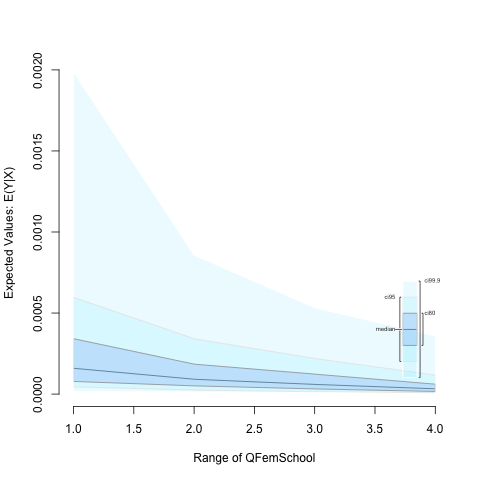 Expected Values: E(Y|X)
0.0020
0.0015
0.0010
0.0005
0.0000
ci99.9
ci95
ci80
median
1.0 1.5 2.0 2.5 3.0 3.5 4.0
Range of QFemSchool